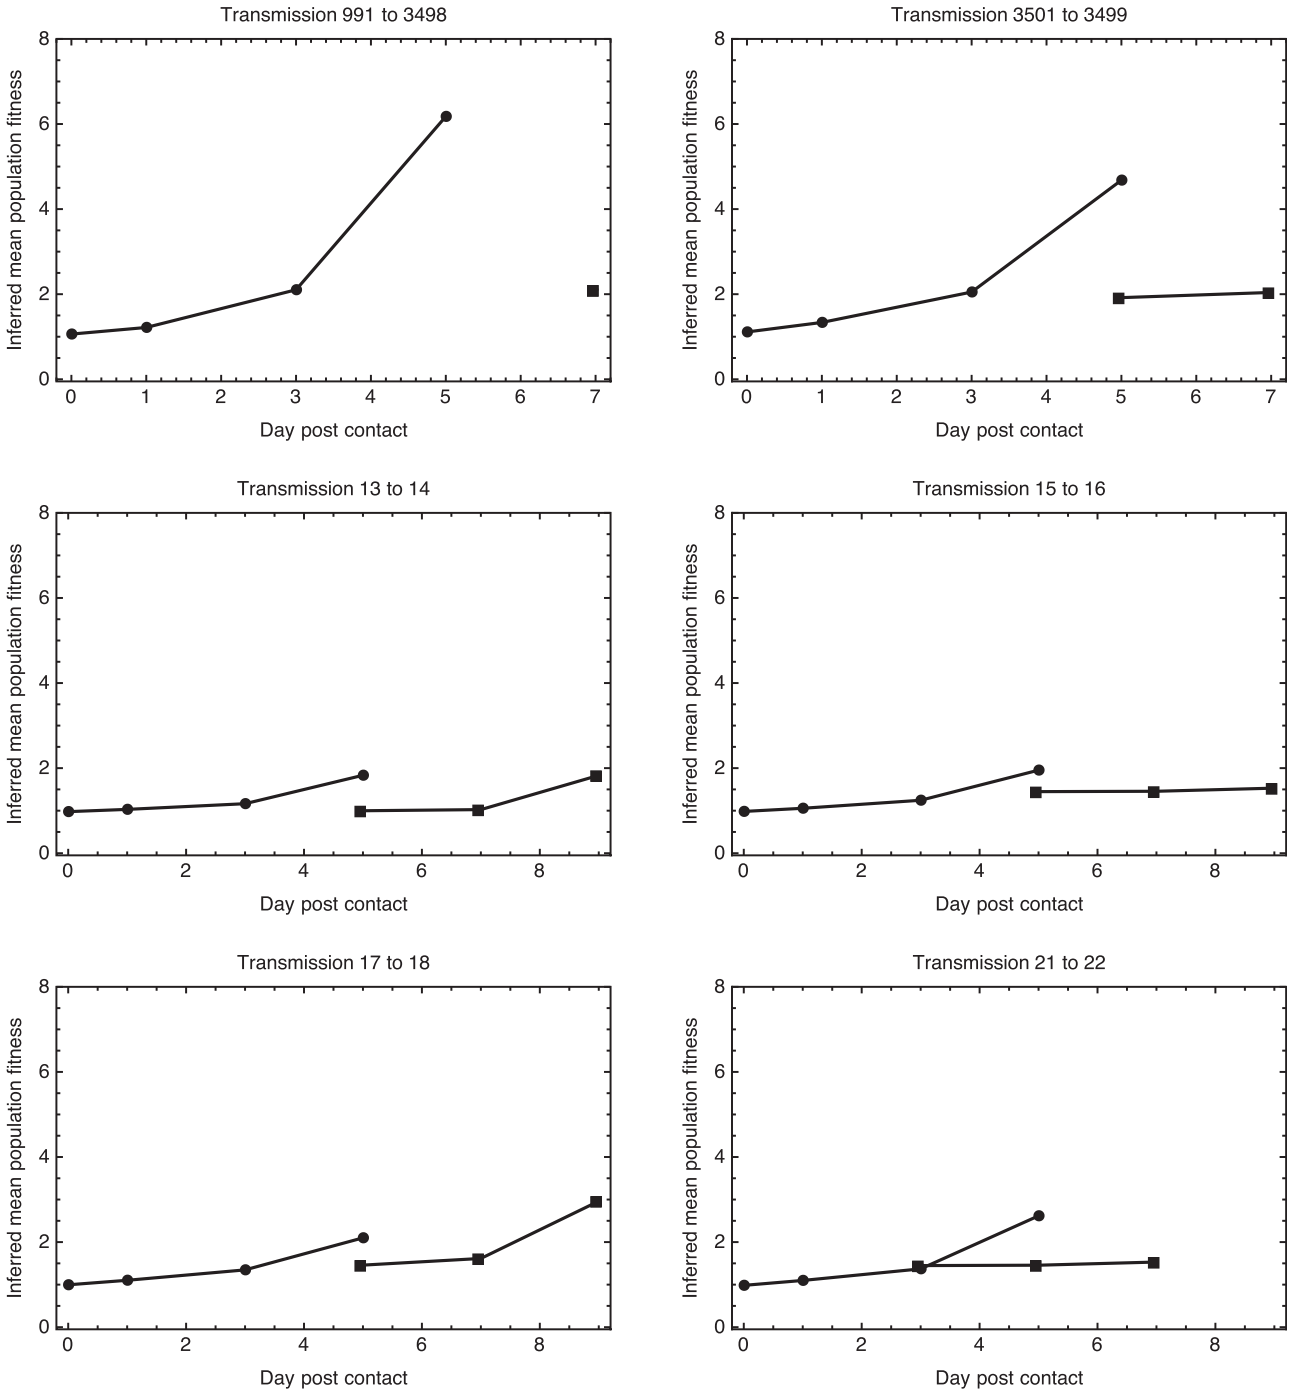 Transmission 991 to 3498
Inferred mean population fitness
8
6
4
2
0
0 1 2 3 4 5 6 7
Day post contact
Transmission 3501 to 3499
Inferred mean population fitness
8
6
4
2
0
0 1 2 3 4 5 6 7
Day post contact
Transmission 13 to 14
Inferred mean population fitness
8
6
4
2
0
0 2 4 6 8
Day post contact
Transmission 15 to 16
Inferred mean population fitness
8
6
4
2
0
0 2 4 6 8
Day post contact
Transmission 17 to 18
Inferred mean population fitness
8
6
4
2
0
0 2 4 6 8
Day post contact
Transmission 21 to 22
Inferred mean population fitness
8
6
4
2
0
0 2 4 6 8
Day post contact